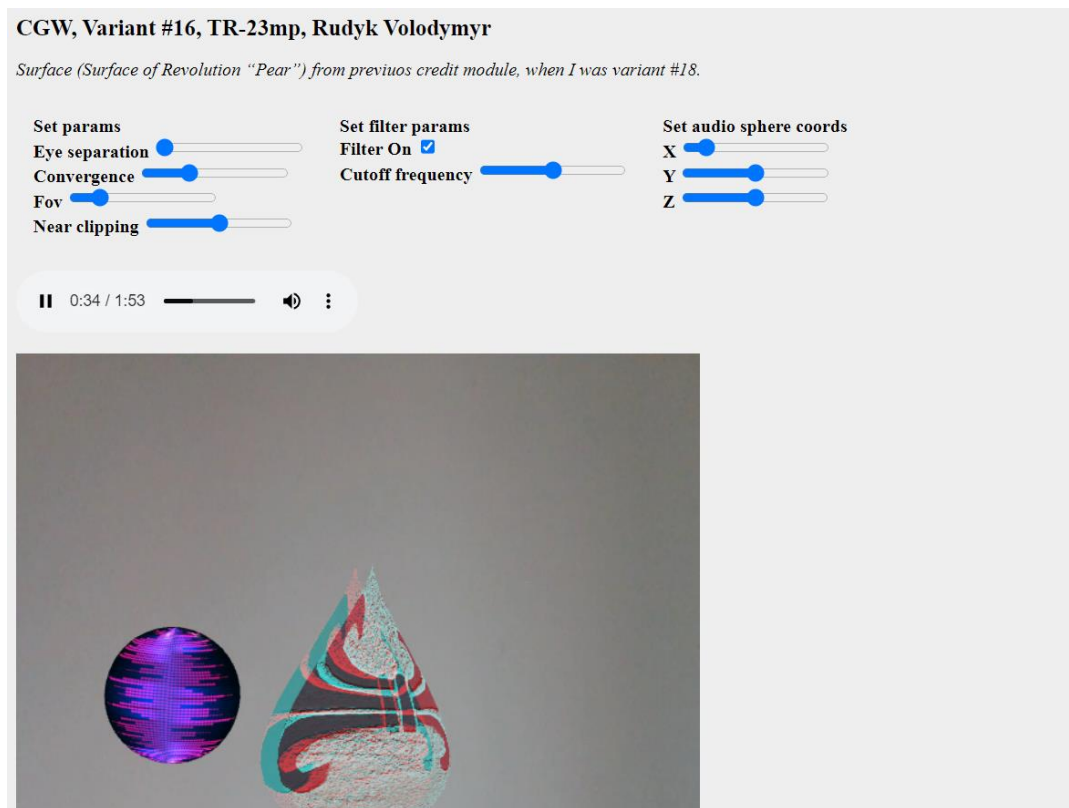 CGW, Variant #16, TR-23mp, Rudyk Volodymyr
Surface (Surface of Revolution “Pear”) from previuos credit module, when I was variant #18.
Set params
Eye separation
Convergence
Fov
Near clipping
Set filter params
Filter On
Cutoff frequency
Set audio sphere coords
X
Y
Z
0:34 / 1:53